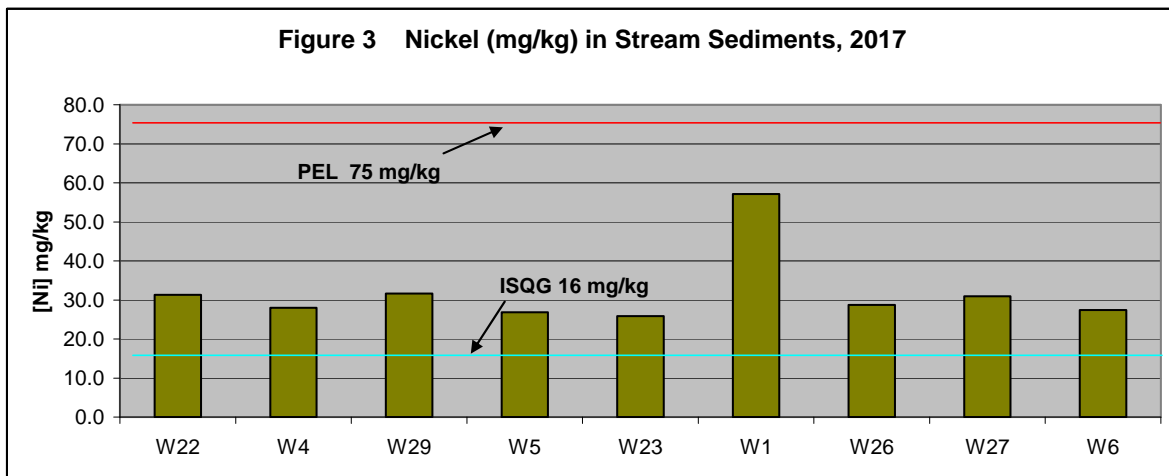 Figure 3 Nickel (mg/kg) in Stream Sediments, 2017
[Ni] mg/kg
80.0
70.0
60.0
50.0
40.0
30.0
20.0
10.0
0.0
PEL 75 mg/kg
ISQG 16 mg/kg
W22 W4 W29 W5 W23 W1 W26 W27 W6